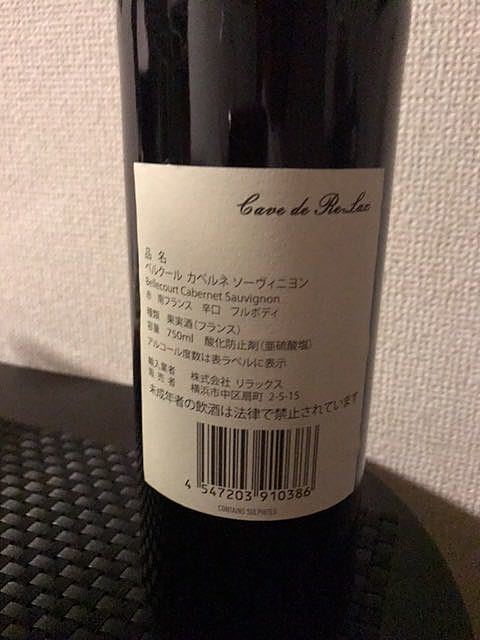 Cave de ReLax
品 名
ベルクール カベルネ ソーヴィニヨン
Bellecourt Cabernet Sauvignon
赤 南フランス 辛口 フルボディ
種類 果実酒(フランス)
容量 750ml 酸化防止剤(亜硫酸塩)
アルコール度数は表ラベルに表示
輸入業者 株式会社 リラックス
販売者 横浜市中区扇町 2-5-15
未成年者の飲酒は法律で禁止されています
4 547203 910386
CONTAINS SULPHITES